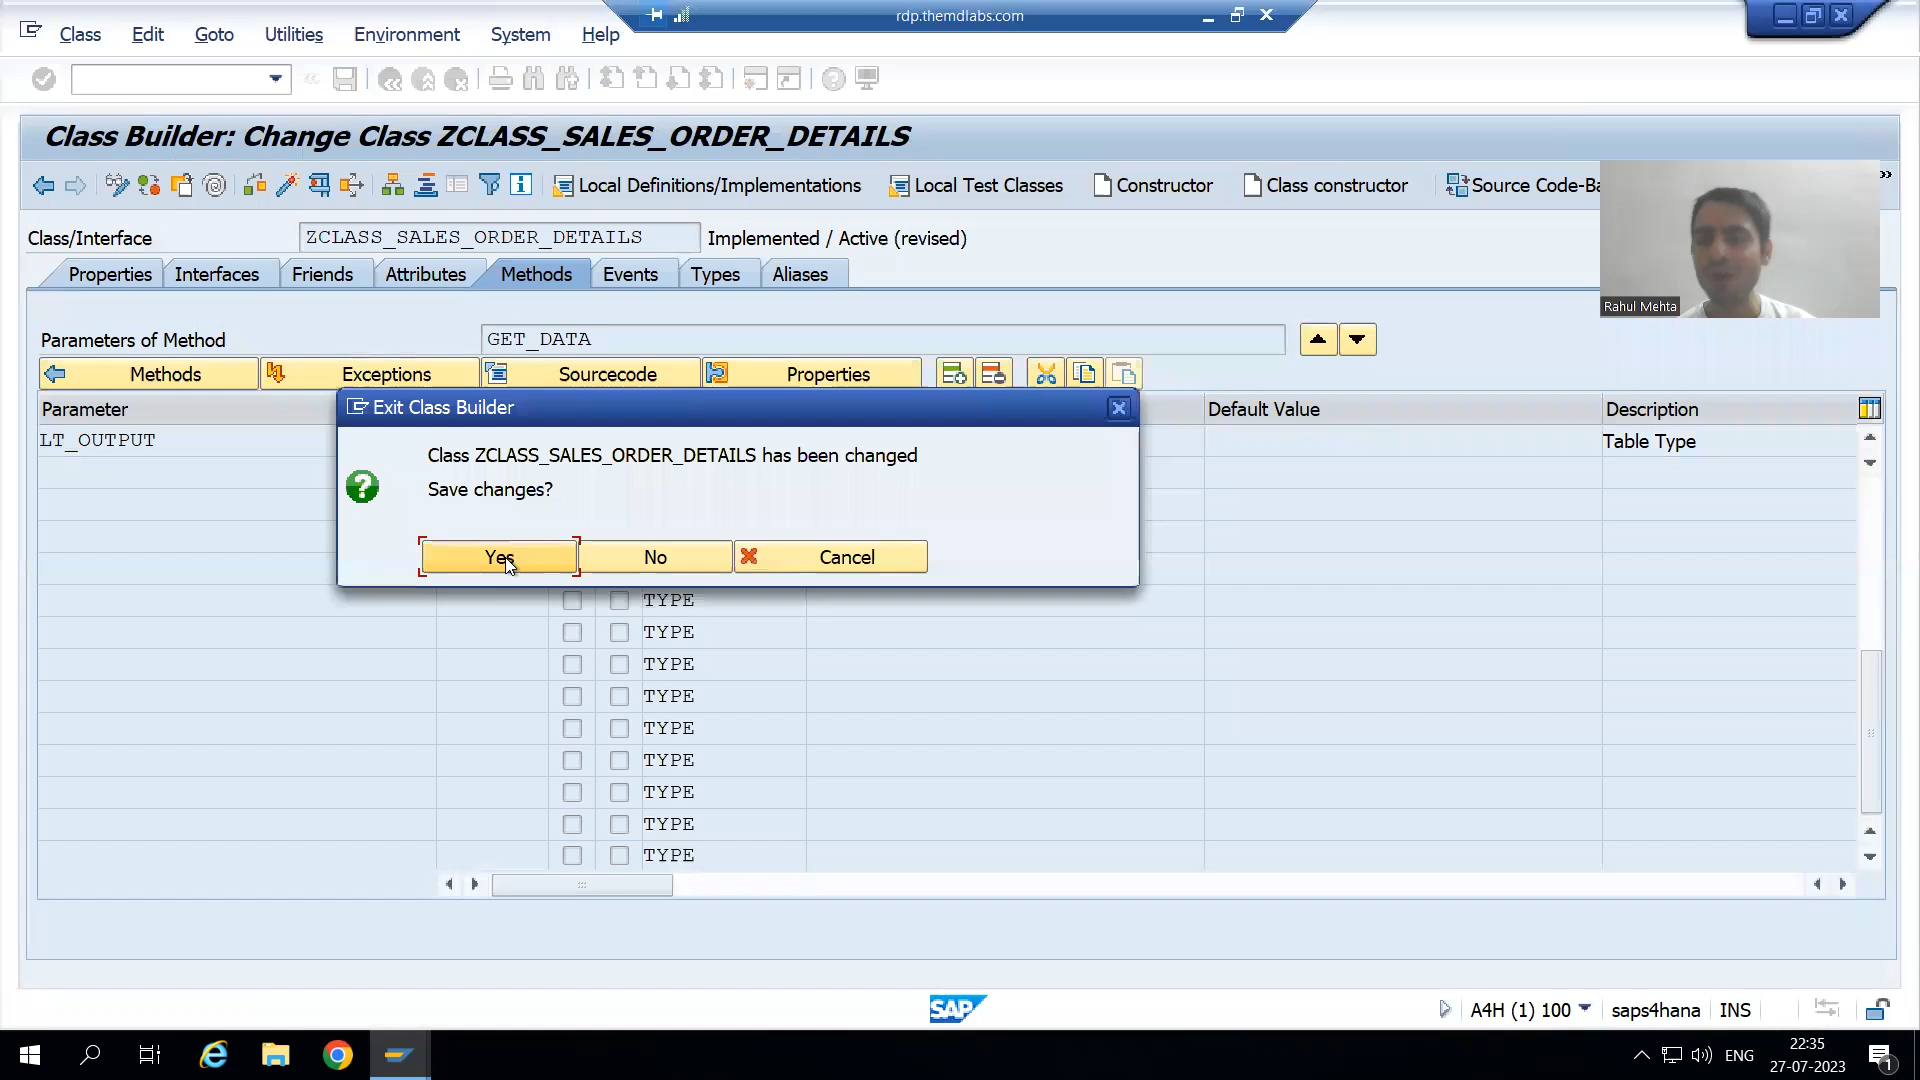 rdp.themdlabs.com
Class Edit Goto Utilities Environment System Help
Class Builder: Change Class ZCLASS_SALES_ORDER_DETAILS
Local Definitions/Implementations Local Test Classes Constructor Class constructor Source Code-Ba
Rahul Mehta
Class/Interface ZCLASS_SALES_ORDER_DETAILS Implemented / Active (revised)
Properties Interfaces Friends Attributes Methods Events Types Aliases
Parameters of Method GET_DATA
Methods Exceptions Sourcecode Properties
Parameter Default Value Description
LT_OUTPUT Table Type
Exit Class Builder
Class ZCLASS_SALES_ORDER_DETAILS has been changed
Save changes?
Yes No Cancel
TYPE
TYPE
TYPE
TYPE
TYPE
TYPE
TYPE
TYPE
TYPE
SAP A4H (1) 100 saps4hana INS
22:35
ENG
27-07-2023
1